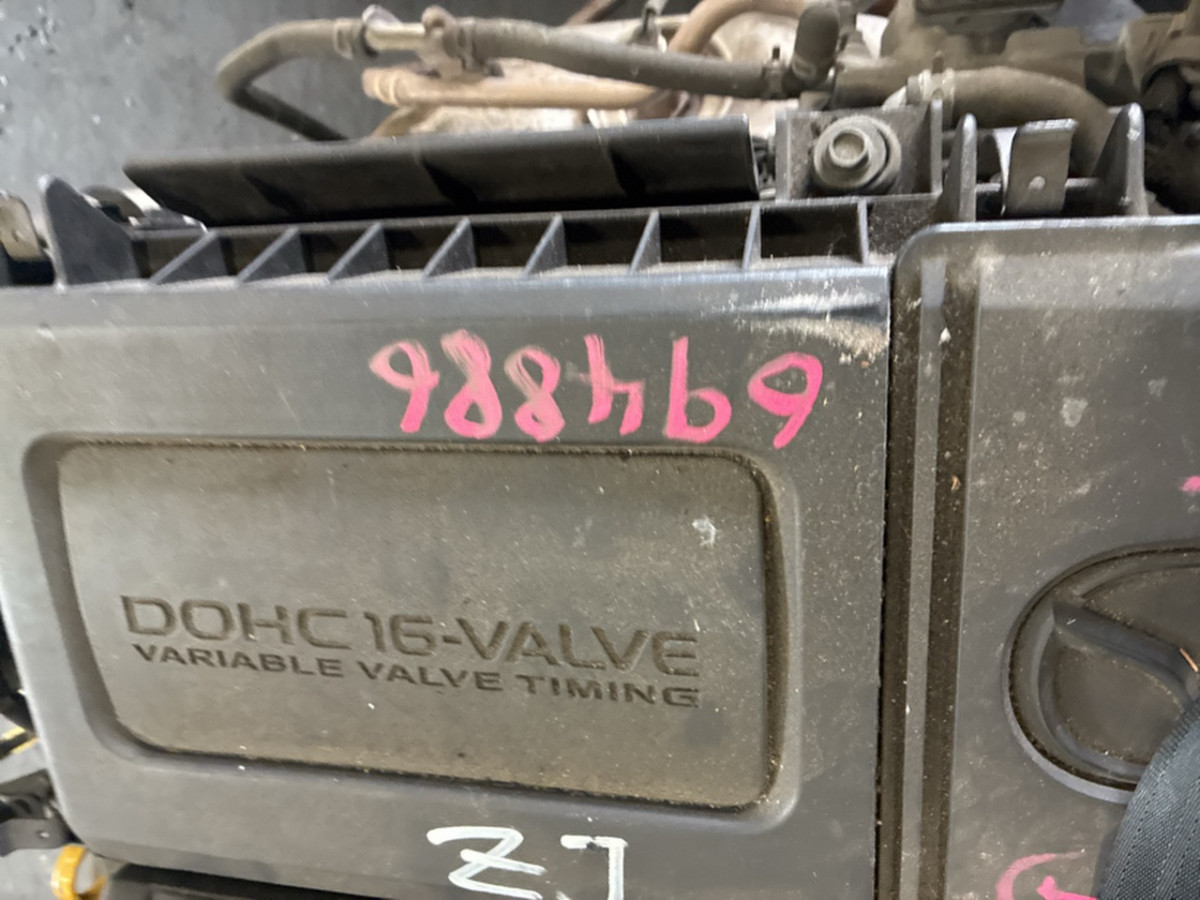 694886
DOHC 16-VALVE
VARIABLE VALVE TIMING
ZJ